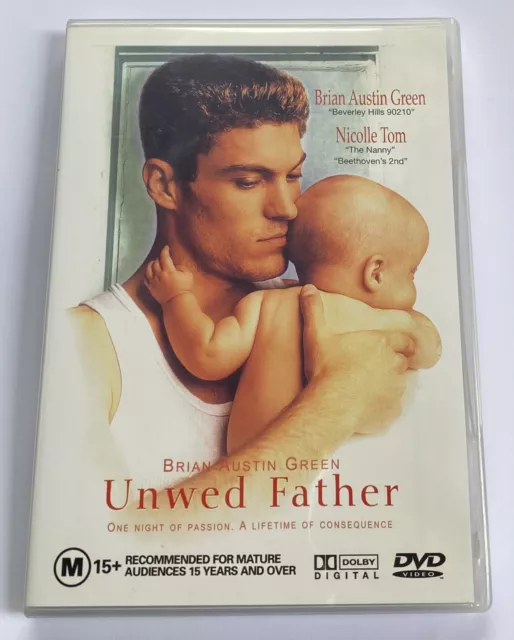 Brian Austin Green
"Beverley Hills 90210"
Nicolle Tom
"The Nanny"
"Beethoven's 2nd"
BRIAN AUSTIN GREEN
Unwed Father
ONE NIGHT OF PASSION. A LIFETIME OF CONSEQUENCE
M 15+ RECOMMENDED FOR MATURE
AUDIENCES 15 YEARS AND OVER
DOLBY
DIGITAL
DVD
VIDEO